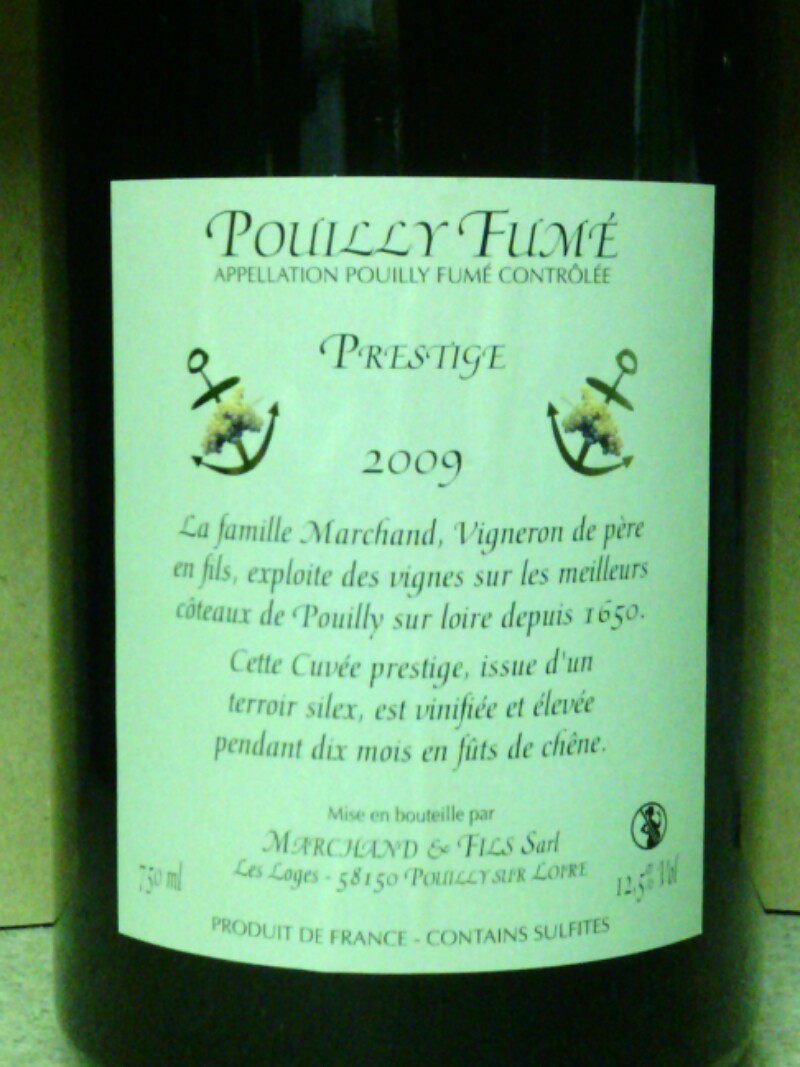 POUILLY FUMÉ
APPELLATION POUILLY FUMÉ CONTRÔLÉE
PRESTIGE
2009
La famille Marchand, Vigneron de père
en fils, exploite des vignes sur les meilleurs
côteaux de Pouilly sur loire depuis 1650.
Cette Cuvée prestige, issue d'un
terroir silex, est vinifiée et élevée
pendant dix mois en fûts de chêne.
Mise en bouteille par
MARCHAND & FILS Sarl
Les Loges - 58150 POUILLY SUR LOIRE
750 ml
12,5% Vol
PRODUIT DE FRANCE - CONTAINS SULFITES